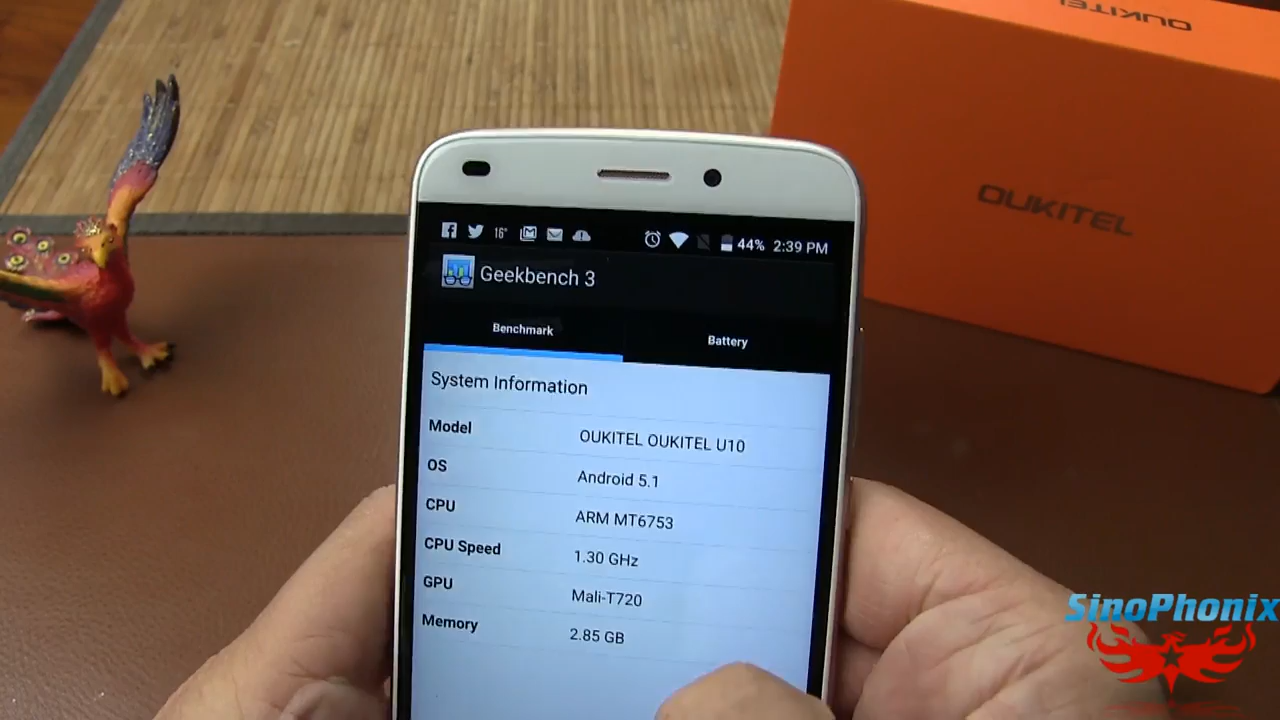 OUKITEL
OUKITEL
16°
44% 2:39 PM
Geekbench 3
Benchmark
Battery
System Information
Model OUKITEL OUKITEL U10
OS Android 5.1
CPU ARM MT6753
CPU Speed 1.30 GHz
GPU Mali-T720
Memory 2.85 GB
SinoPhonix